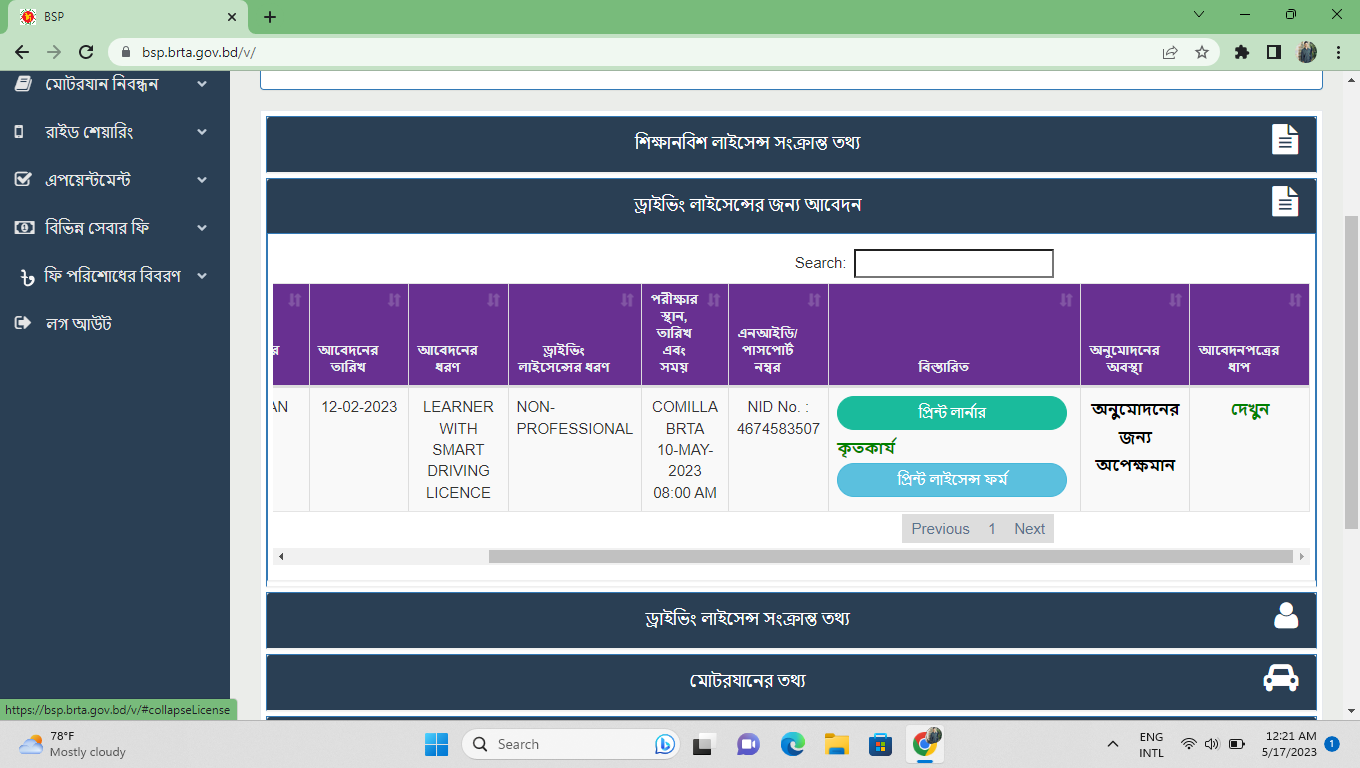 BSP
bsp.brta.gov.bd/v/
মোটরযান নিবন্ধন
রাইড শেয়ারিং
এপয়েন্টমেন্ট
বিভিন্ন সেবার ফি
৳ ফি পরিশোধের বিবরণ
লগ আউট
শিক্ষানবিশ লাইসেন্স সংক্রান্ত তথ্য
ড্রাইভিং লাইসেন্সের জন্য আবেদন
Search:
র
আবেদনের
তারিখ
আবেদনের
ধরণ
ড্রাইভিং
লাইসেন্সের ধরণ
পরীক্ষার
স্থান,
তারিখ
এবং
সময়
এনআইডি/
পাসপোর্ট
নম্বর
বিস্তারিত
অনুমোদনের
অবস্থা
আবেদনপত্রের
ধাপ
AN
12-02-2023
LEARNER
WITH
SMART
DRIVING
LICENCE
NON-
PROFESSIONAL
COMILLA
BRTA
10-MAY-
2023
08:00 AM
NID No. :
4674583507
প্রিন্ট লার্নার
কৃতকার্য
প্রিন্ট লাইসেন্স ফর্ম
অনুমোদনের
জন্য
অপেক্ষমান
দেখুন
Previous 1 Next
ড্রাইভিং লাইসেন্স সংক্রান্ত তথ্য
মোটরযানের তথ্য
https://bsp.brta.gov.bd/v/#collapseLicense
78°F
Mostly cloudy
Search
ENG
INTL
12:21 AM
5/17/2023
1